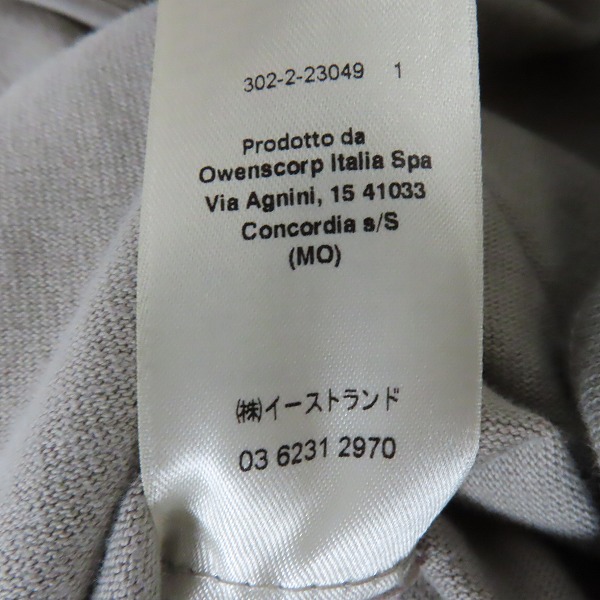 302-2-23049 1
Prodotto da
Owenscorp Italia Spa
Via Agnini, 15 41033
Concordia s/S
(MO)
㈱イーストランド
03 6231 2970